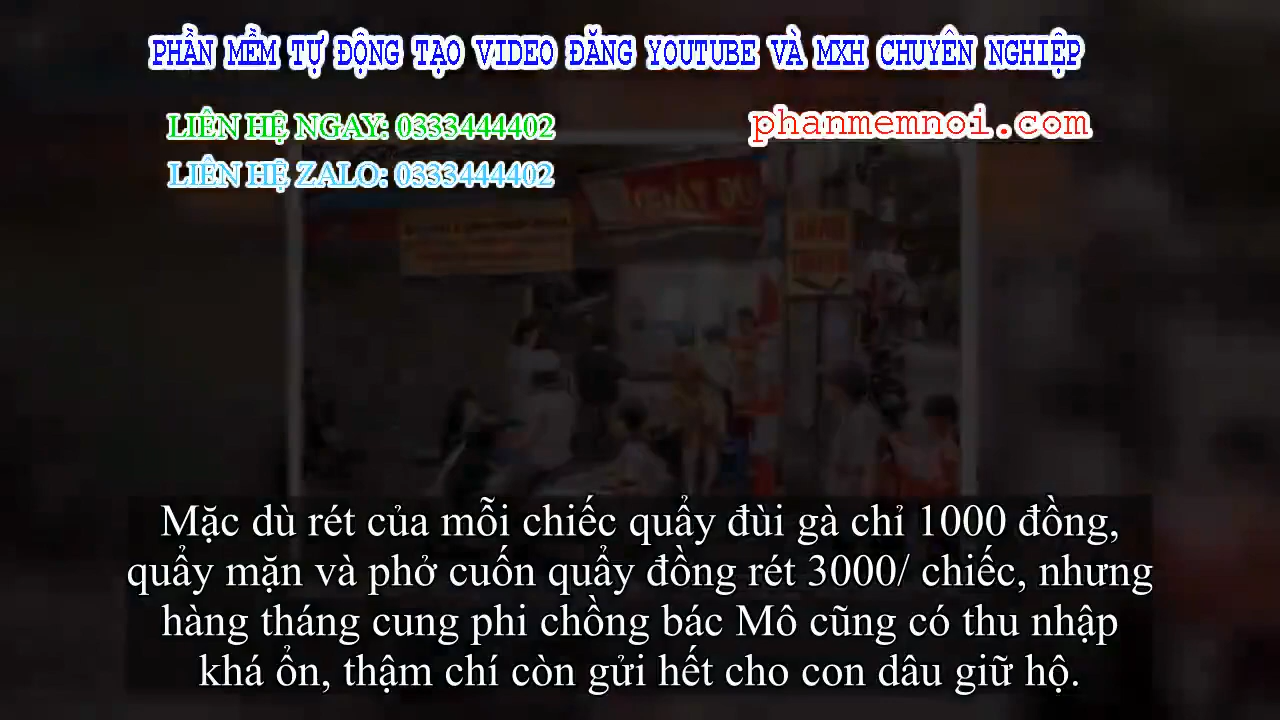 PHẦN MỀM TỰ ĐỘNG TẠO VIDEO ĐĂNG YOUTUBE VÀ MXH CHUYÊN NGHIỆP
LIÊN HỆ NGAY: 0333444402
phanmemnoi.com
LIÊN HỆ ZALO: 0333444402
Mặc dù rét của mỗi chiếc quẩy đùi gà chỉ 1000 đồng,
quẩy mặn và phở cuốn quẩy đồng rét 3000/ chiếc, nhưng
hàng tháng cung phi chồng bác Mô cũng có thu nhập
khá ổn, thậm chí còn gửi hết cho con dâu giữ hộ.